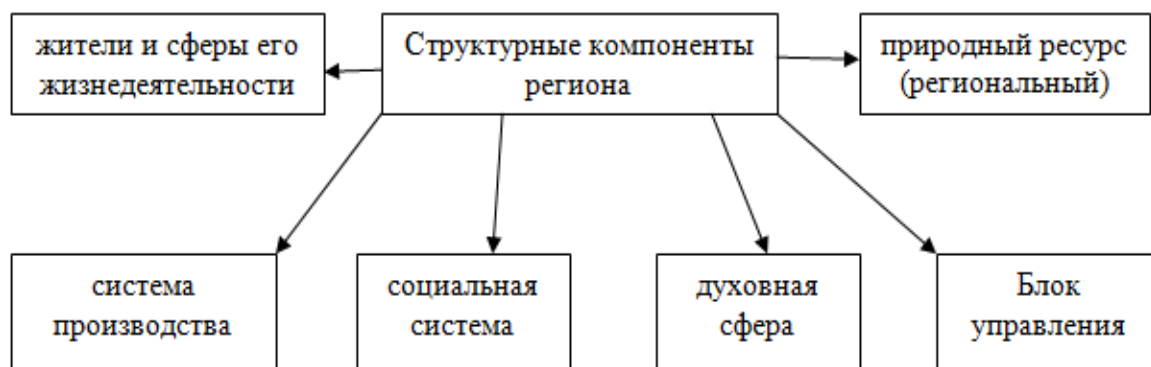 жители и сферы его
жизнедеятельности
Структурные компоненты
региона
природный ресурс
(региональный)
система
производства
социальная
система
духовная
сфера
Блок
управления